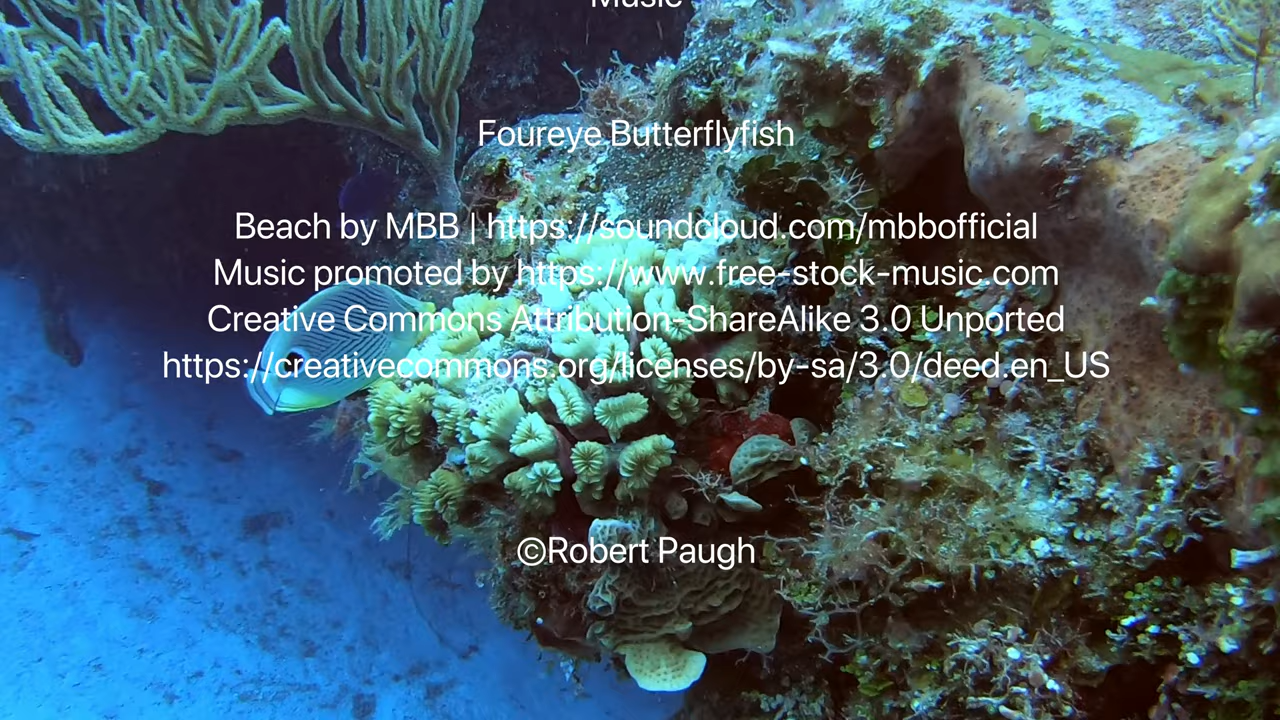 Music
Foureye Butterflyfish
Beach by MBB | https://soundcloud.com/mbbofficial
Music promoted by https://www.free-stock-music.com
Creative Commons Attribution-ShareAlike 3.0 Unported
https://creativecommons.org/licenses/by-sa/3.0/deed.en_US
©Robert Paugh